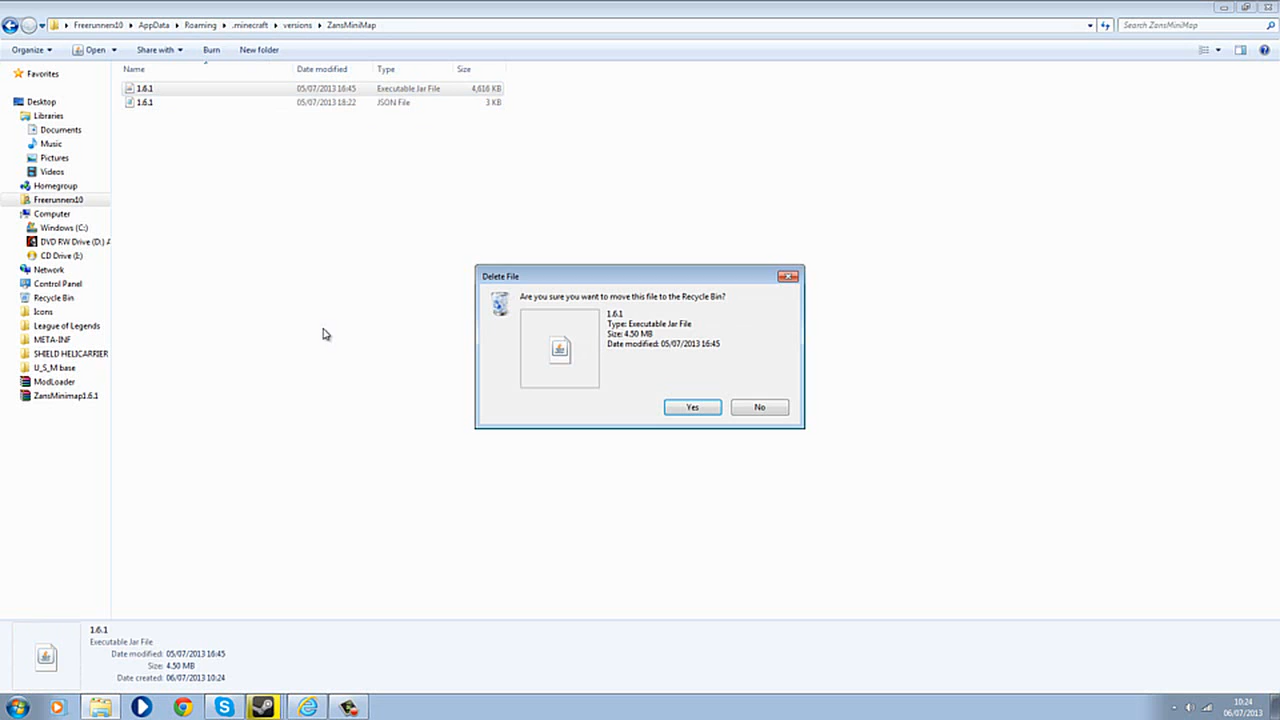 Freerunners10 ▸ AppData ▸ Roaming ▸ .minecraft ▸ versions ▸ ZansMiniMap
Search ZansMiniMap
Organize Open Share with Burn New folder
Name Date modified Type Size
1.6.1 05/07/2013 16:45 Executable Jar File 4,616 KB
1.6.1 05/07/2013 18:22 JSON File 3 KB
Favorites
Desktop
Libraries
Documents
Music
Pictures
Videos
Homegroup
Freerunners10
Computer
Windows (C:)
DVD RW Drive (D:) A
CD Drive (I:)
Network
Control Panel
Recycle Bin
Icons
League of Legends
META-INF
SHIELD HELICARRIER
U_S_M base
ModLoader
ZansMinimap1.6.1
Delete File
Are you sure you want to move this file to the Recycle Bin?
1.6.1
Type: Executable Jar File
Size: 4.50 MB
Date modified: 05/07/2013 16:45
Yes No
1.6.1
Executable Jar File
Date modified: 05/07/2013 16:45
Size: 4.50 MB
Date created: 06/07/2013 10:24
10:24
06/07/2013